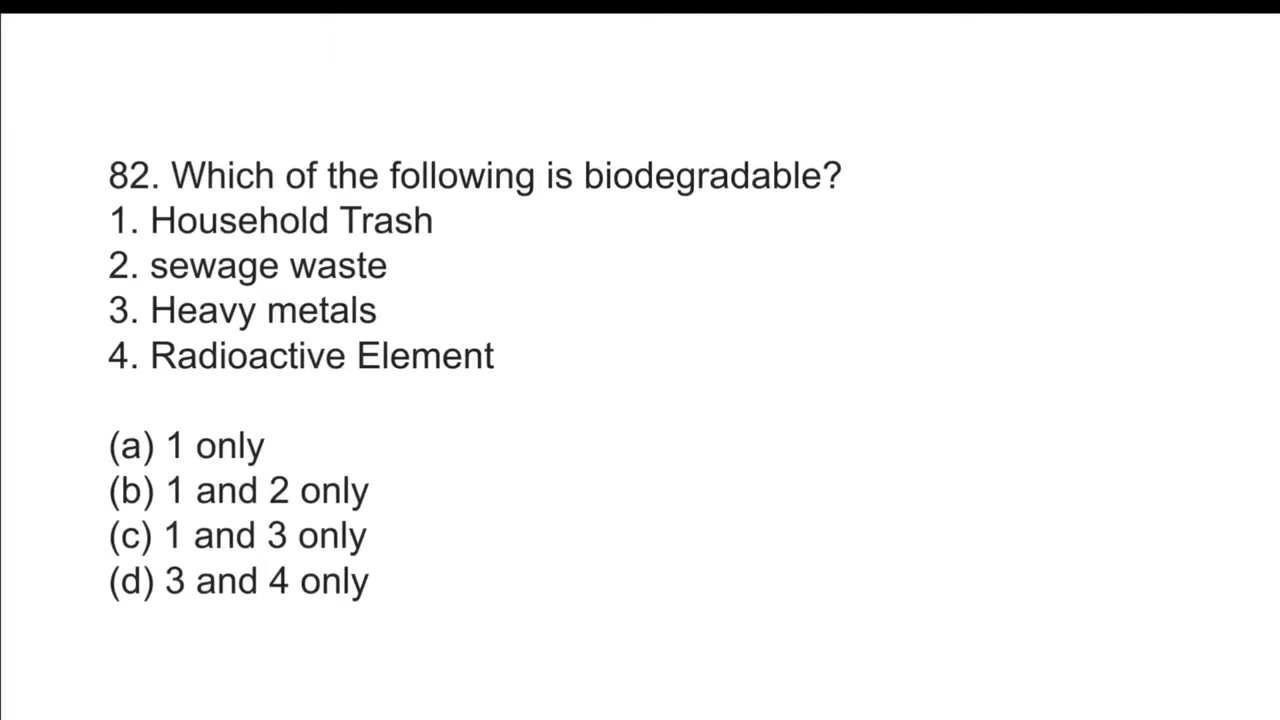 82. Which of the following is biodegradable?
1. Household Trash
2. sewage waste
3. Heavy metals
4. Radioactive Element
(a) 1 only
(b) 1 and 2 only
(c) 1 and 3 only
(d) 3 and 4 only